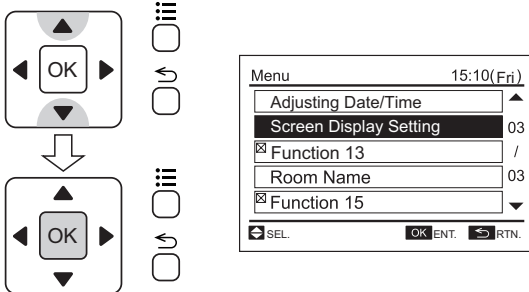 OK
OK
Menu 15:10(Fri)
Adjusting Date/Time
Screen Display Setting 03
Function 13 /
Room Name 03
Function 15
SEL. OK ENT. RTN.